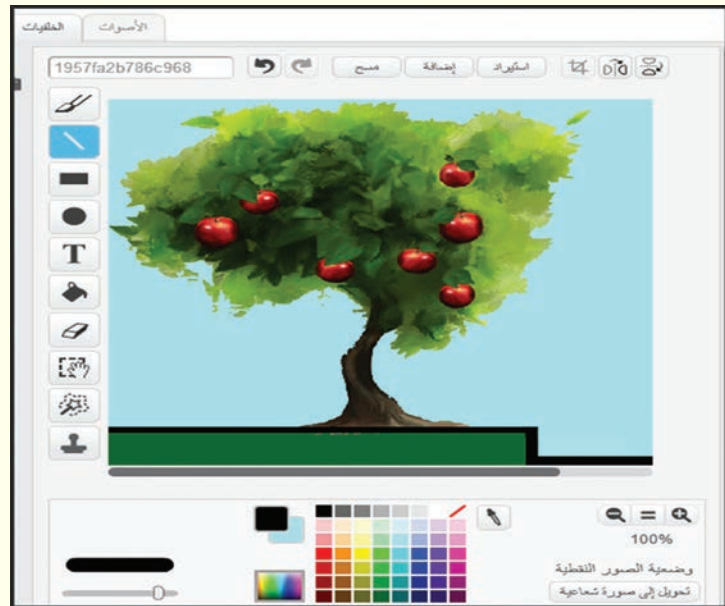 الأصوات الخلفيات
1957fa2b786c968 مسح إضافة استيراد
T
100%
وضعية الصور النقطية
تحويل إلى صورة شعاعية